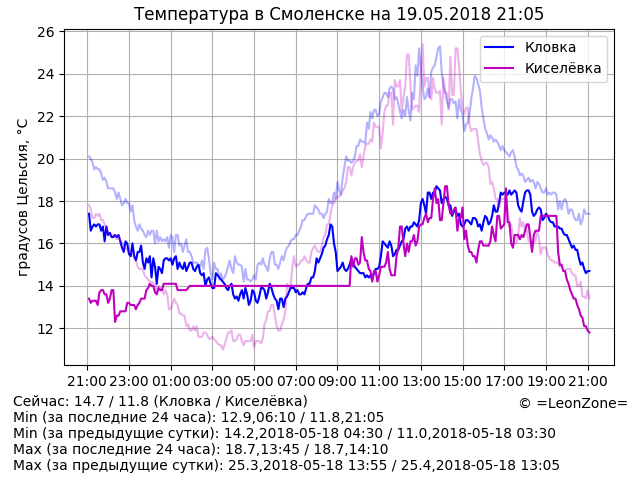 Температура в Смоленске на 19.05.2018 21:05
градусов Цельсия, °C
26
24
22
20
18
16
14
12
Кловка
Киселёвка
21:00 23:00 01:00 03:00 05:00 07:00 09:00 11:00 13:00 15:00 17:00 19:00 21:00
Сейчас: 14.7 / 11.8 (Кловка / Киселёвка)
© =LeonZone=
Min (за последние 24 часа): 12.9,06:10 / 11.8,21:05
Min (за предыдущие сутки): 14.2,2018-05-18 04:30 / 11.0,2018-05-18 03:30
Max (за последние 24 часа): 18.7,13:45 / 18.7,14:10
Max (за предыдущие сутки): 25.3,2018-05-18 13:55 / 25.4,2018-05-18 13:05